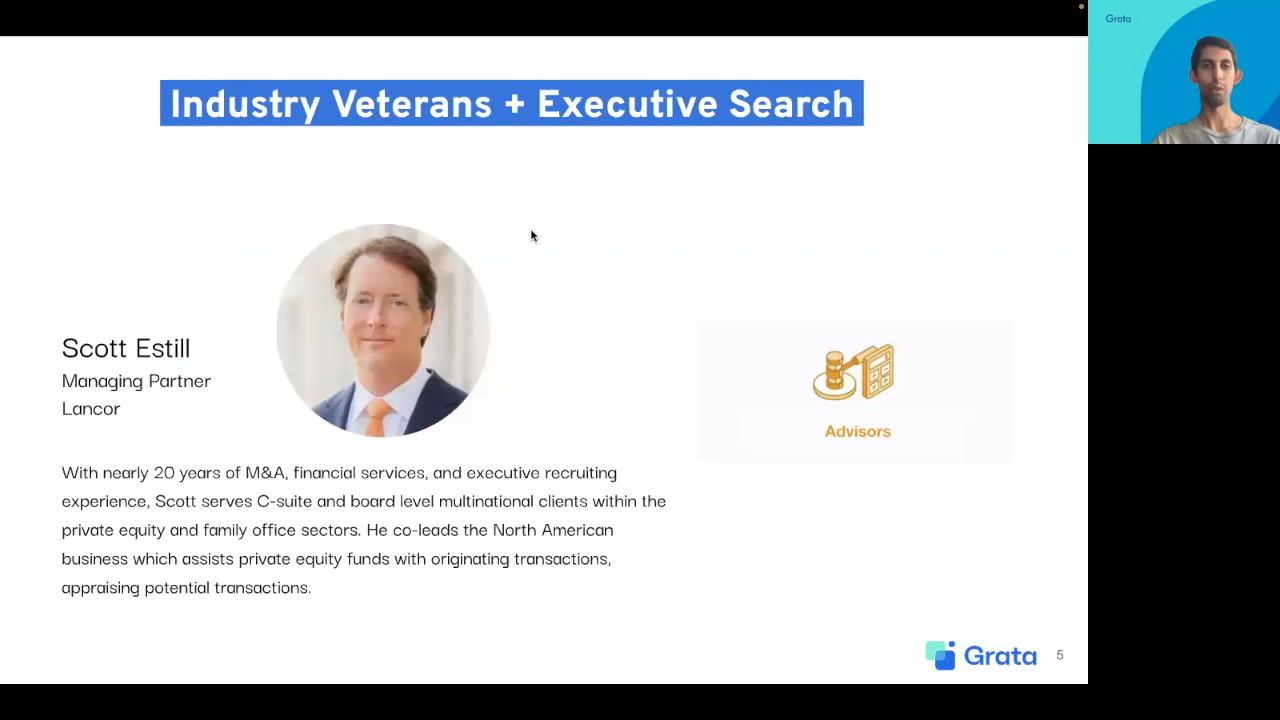 Industry Veterans + Executive Search
Grata
Scott Estill
Managing Partner
Lancor
Advisors
With nearly 20 years of M&A, financial services, and executive recruiting
experience, Scott serves C-suite and board level multinational clients within the
private equity and family office sectors. He co-leads the North American
business which assists private equity funds with originating transactions,
appraising potential transactions.
Grata
5